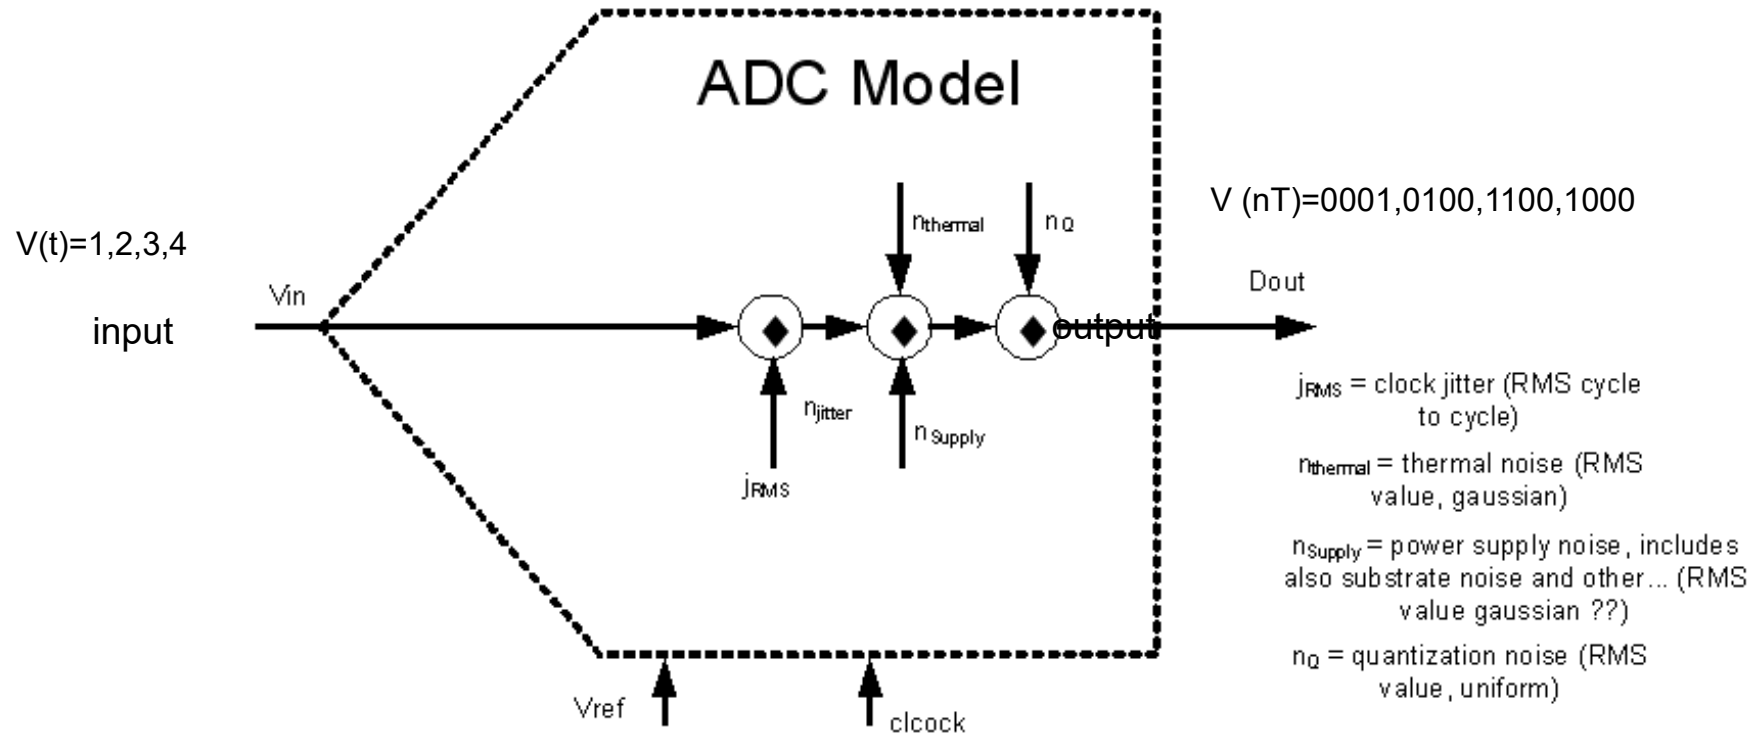 ADC Model
V(t)=1,2,3,4
Vin
input
nthermal
nQ
V (nT)=0001,0100,1100,1000
Dout
output
njitter
nSupply
jRMS
Vref
clcock
jRMS = clock jitter (RMS cycle
to cycle)
nthermal = thermal noise (RMS
value, gaussian)
nSupply = power supply noise, includes
also substrate noise and other... (RMS
value gaussian ??)
nQ = quantization noise (RMS
value, uniform)